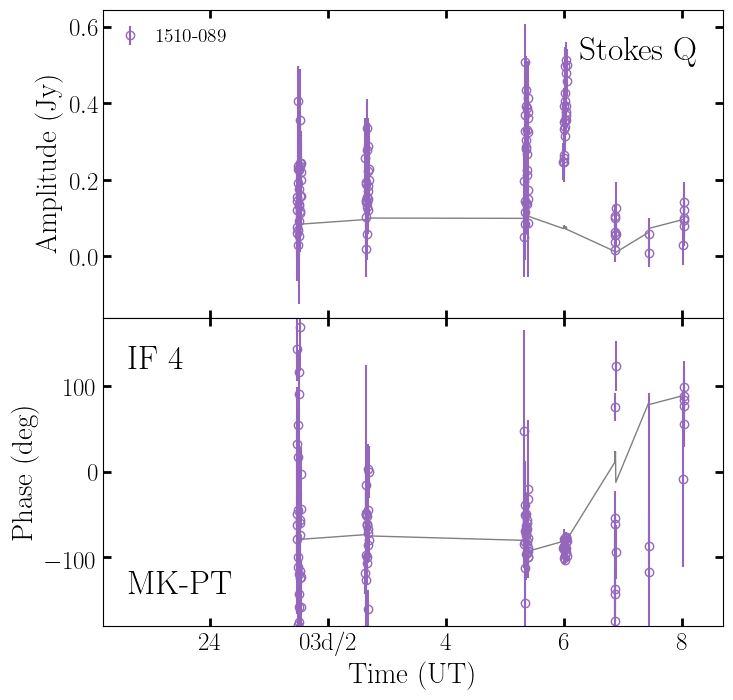 1510-089
Stokes Q
0.6
0.4
0.2
0.0
Amplitude (Jy)
IF 4
100
0
−100
Phase (deg)
MK-PT
24 03d/2 4 6 8
Time (UT)